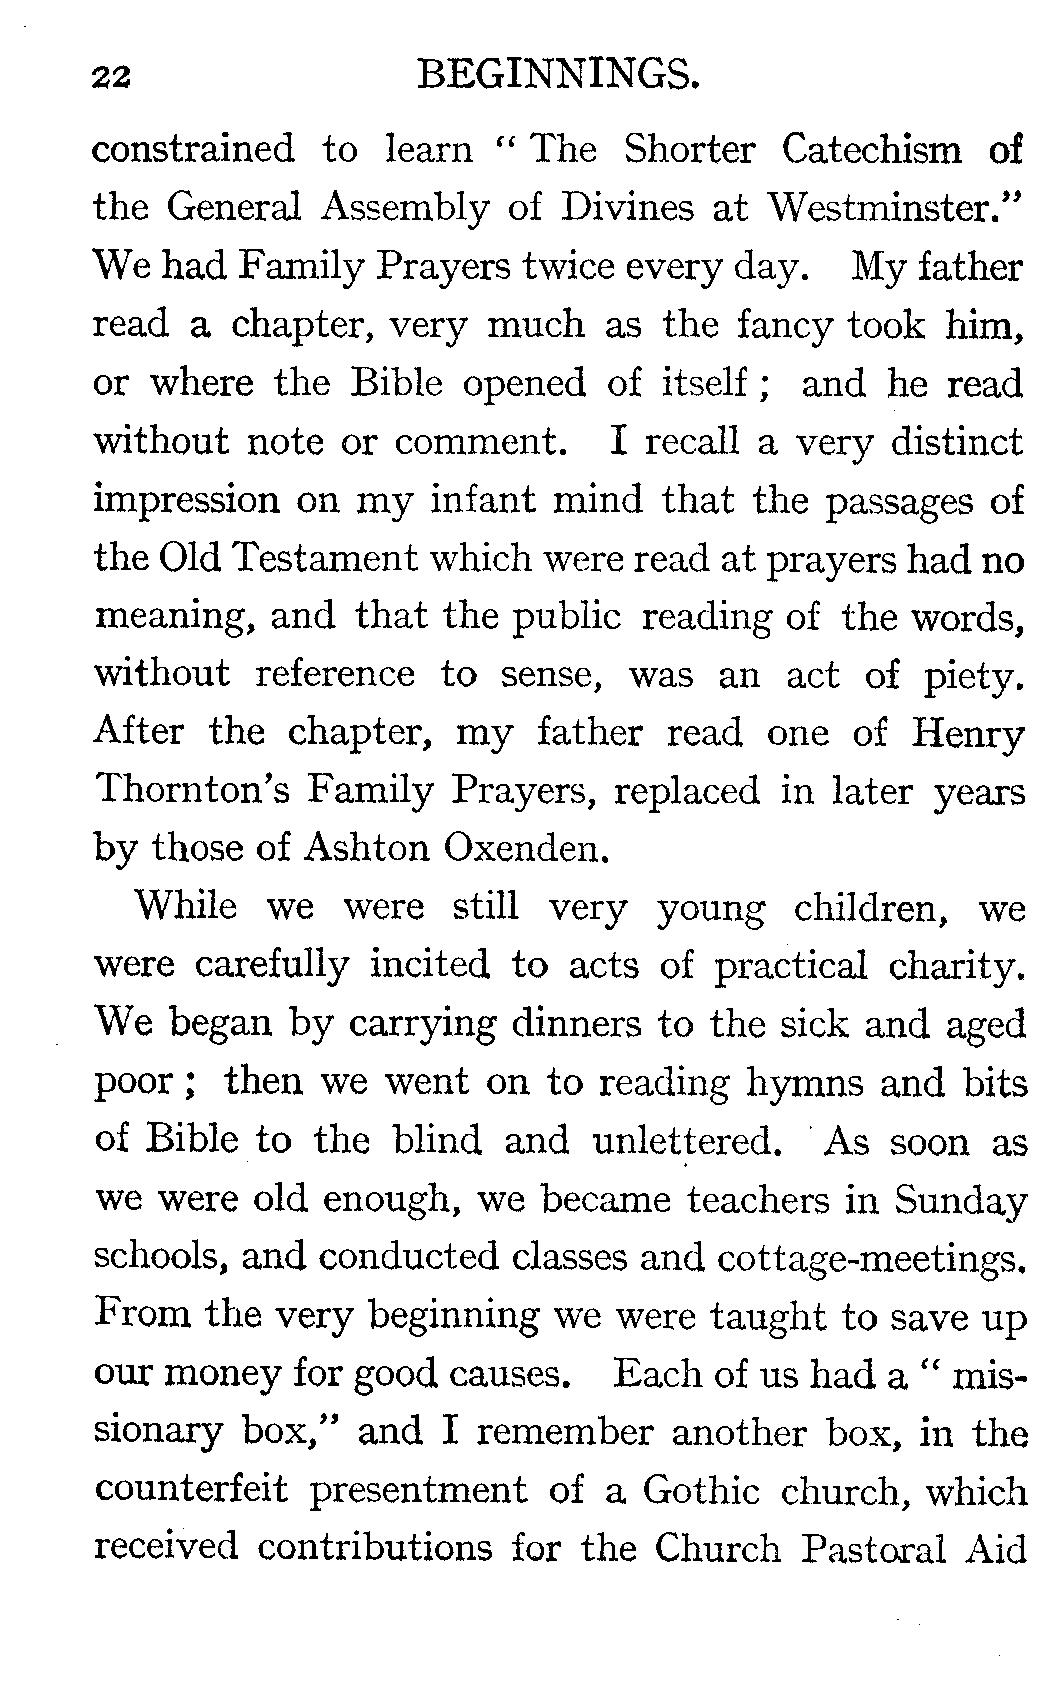 22 BEGINNINGS.
constrained to learn “ The Shorter Catechism of
the General Assembly of Divines at Westminster.”
We had Family Prayers twice every day. My father
read a chapter, very much as the fancy took him,
or where the Bible opened of itself ; and he read
without note or comment. I recall a very distinct
impression on my infant mind that the passages of
the Old Testament which were read at prayers had no
meaning, and that the public reading of the words,
without reference to sense, was an act of piety.
After the chapter, my father read one of Henry
Thornton’s Family Prayers, replaced in later years
by those of Ashton Oxenden.
While we were still very young children, we
were carefully incited to acts of practical charity.
We began by carrying dinners to the sick and aged
poor ; then we went on to reading hymns and bits
of Bible to the blind and unlettered. As soon as
we were old enough, we became teachers in Sunday
schools, and conducted classes and cottage-meetings.
From the very beginning we were taught to save up
our money for good causes. Each of us had a “ mis-
sionary box,” and I remember another box, in the
counterfeit presentment of a Gothic church, which
received contributions for the Church Pastoral Aid